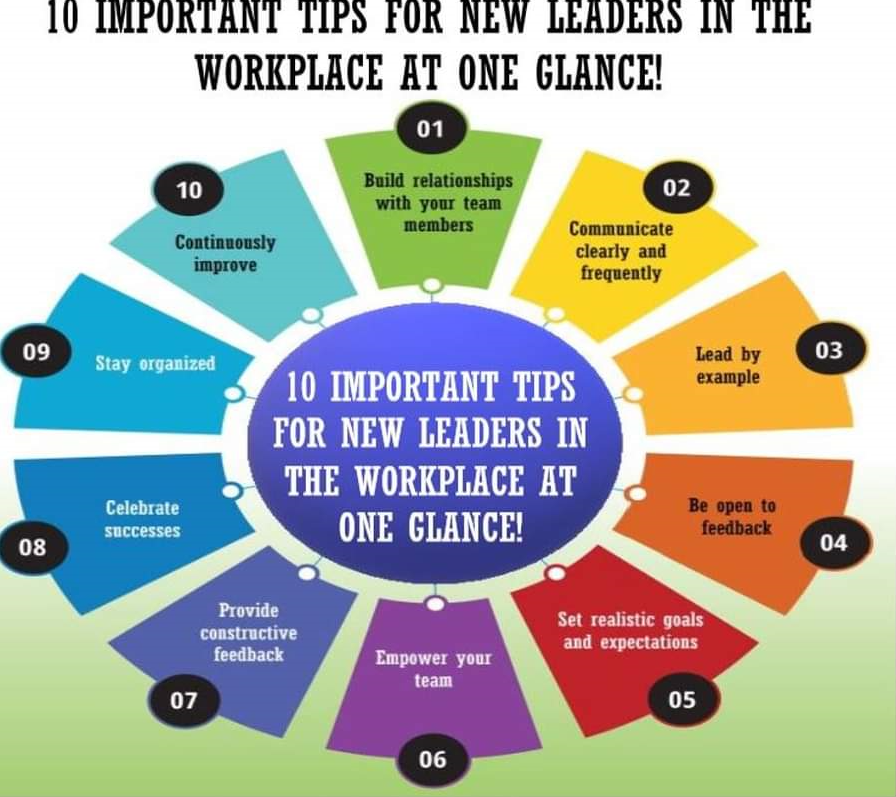 10 IMPORTANT TIPS FOR NEW LEADERS IN THE
WORKPLACE AT ONE GLANCE!
01
Build relationships
with your team
members
02
Communicate
clearly and
frequently
03
Lead by
example
04
Be open to
feedback
05
Set realistic goals
and expectations
06
Empower your
team
07
Provide
constructive
feedback
08
Celebrate
successes
09
Stay organized
10
Continuously
improve
10 IMPORTANT TIPS
FOR NEW LEADERS IN
THE WORKPLACE AT
ONE GLANCE!